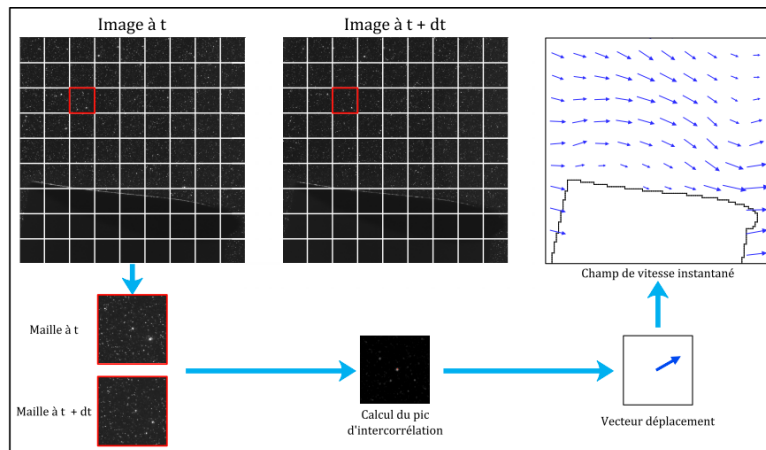 Image à t
Image à t + dt
Champ de vitesse instantané
Maille à t
Maille à t + dt
Calcul du pic
d'intercorrélation
Vecteur déplacement